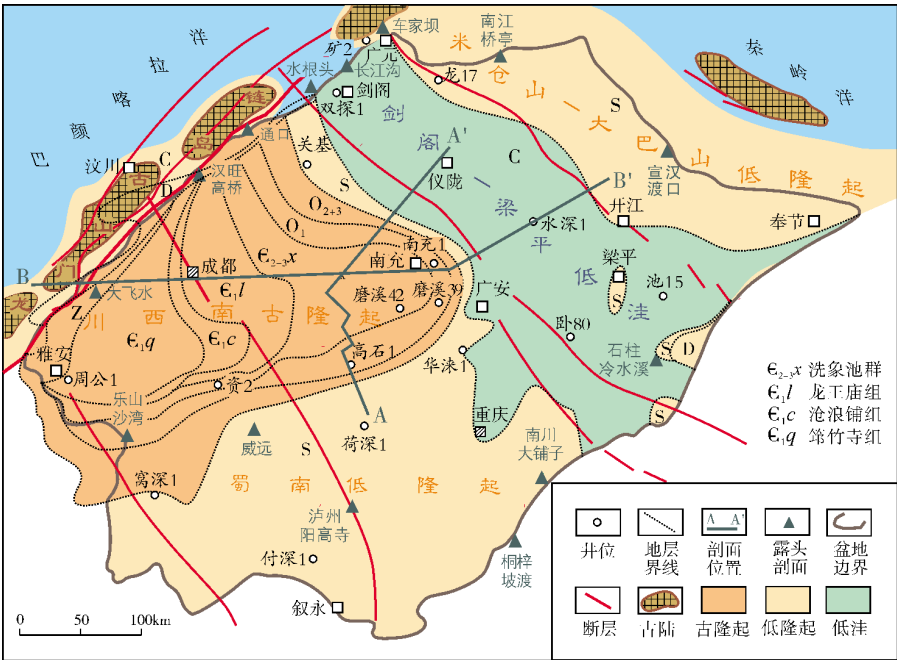 车家坝
南江
桥亭
米仓山—大巴山低隆起
秦岭洋
巴颜喀拉洋
矿2
广元
水根头
长江沟
剑阁
双探1
龙17
剑阁—梁平低洼
S
C
通口
关基
A'
仪陇
宣汉
渡口
B'
开江
奉节
汶川
C
D
龙门山古岛链
汉旺
高桥
S
O₂₊₃
O₁
Є₂₋₃x
水深1
南充1
南充
成都
B
大飞水
Z
Є₁l
磨溪42
磨溪39
广安
梁平
S
池15
川西南古隆起
Є₁q
Є₁c
雅安
周公1
资2
高石1
华涞1
卧80
石柱
冷水溪
D
S
S
乐山
沙湾
A
荷深1
重庆
威远
S
南川
大铺子
蜀南低隆起
窝深1
泸州
阳高寺
付深1
桐梓
坡渡
叙永
0 50 100km
Є₂₋₃x 洗象池群
Є₁l 龙王庙组
Є₁c 沧浪铺组
Є₁q 筇竹寺组
A A'
井位 地层界线 剖面位置 露头剖面 盆地边界
断层 古陆 古隆起 低隆起 低洼